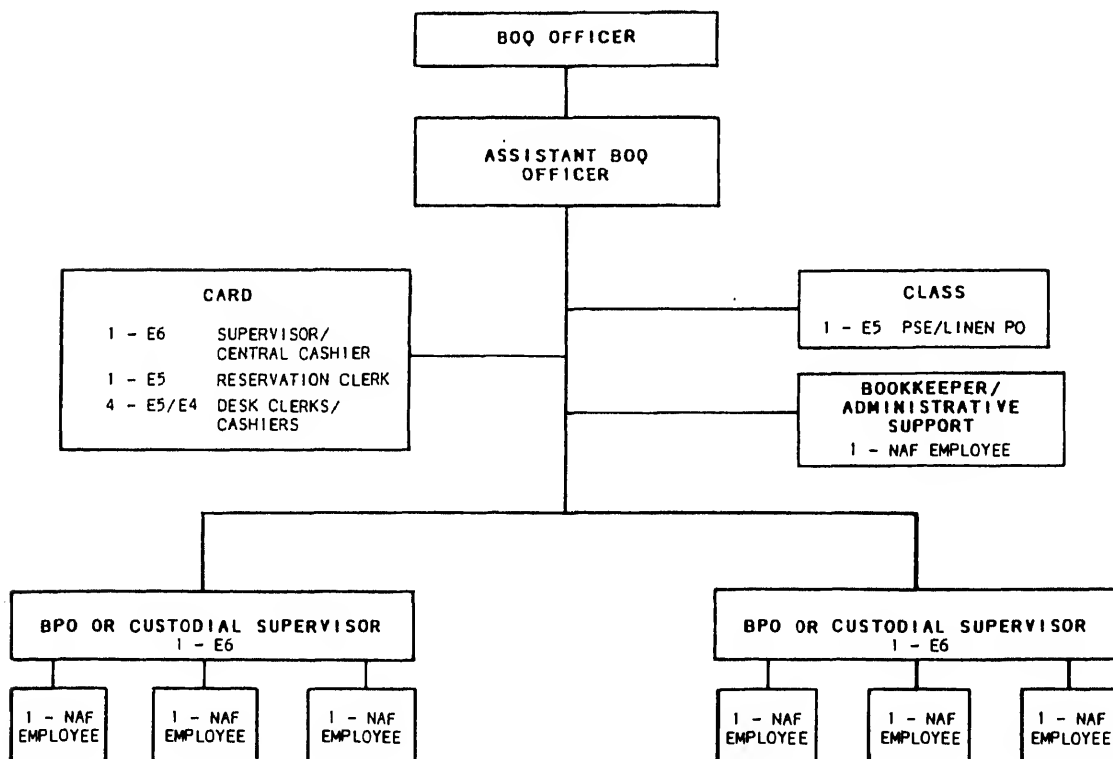 BOQ OFFICER
ASSISTANT BOQ
OFFICER
CARD
1 - E6 SUPERVISOR/
CENTRAL CASHIER
1 - E5 RESERVATION CLERK
4 - E5/E4 DESK CLERKS/
CASHIERS
CLASS
1 - E5 PSE/LINEN PO
BOOKKEEPER/
ADMINISTRATIVE
SUPPORT
1 - NAF EMPLOYEE
BPO OR CUSTODIAL SUPERVISOR
1 - E6
1 - NAF
EMPLOYEE
1 - NAF
EMPLOYEE
1 - NAF
EMPLOYEE
BPO OR CUSTODIAL SUPERVISOR
1 - E6
1 - NAF
EMPLOYEE
1 - NAF
EMPLOYEE
1 - NAF
EMPLOYEE